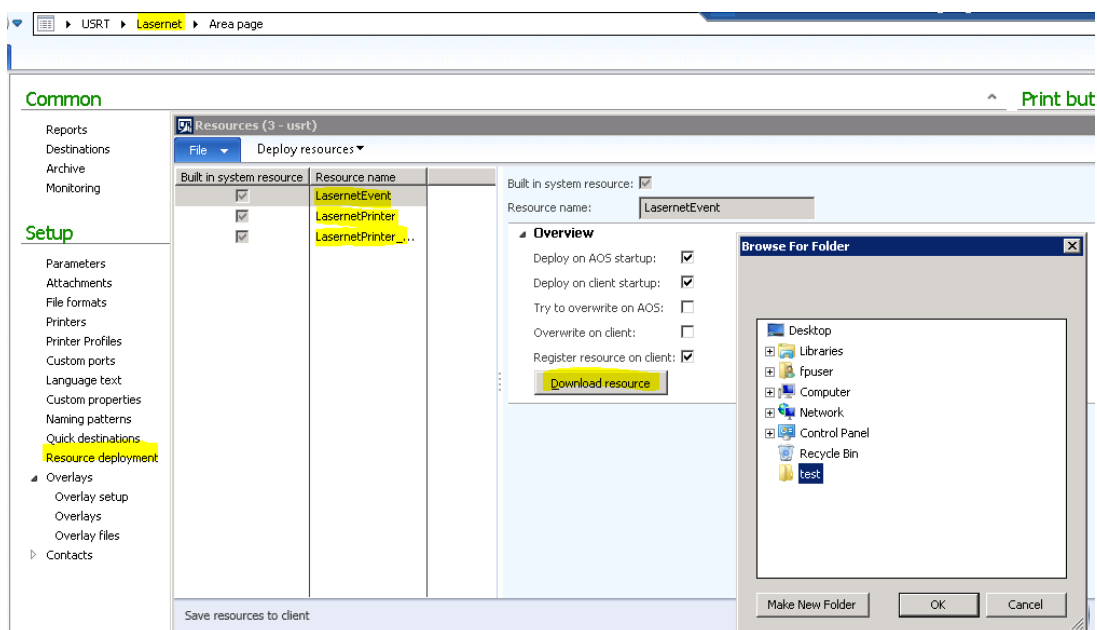 USRT Lasernet Area page
Common
Print but
Reports
Destinations
Archive
Monitoring
Setup
Parameters
Attachments
File formats
Printers
Printer Profiles
Custom ports
Language text
Custom properties
Naming patterns
Quick destinations
Resource deployment
Overlays
Overlay setup
Overlays
Overlay files
Contacts
Resources (3 - usrt)
File Deploy resources
Built in system resource Resource name
LasernetEvent
LasernetPrinter
LasernetPrinter_...
Built in system resource:
Resource name: LasernetEvent
Overview
Deploy on AOS startup:
Deploy on client startup:
Try to overwrite on AOS:
Overwrite on client:
Register resource on client:
Download resource
Save resources to client
Browse For Folder
Desktop
Libraries
fpuser
Computer
Network
Control Panel
Recycle Bin
test
Make New Folder OK Cancel